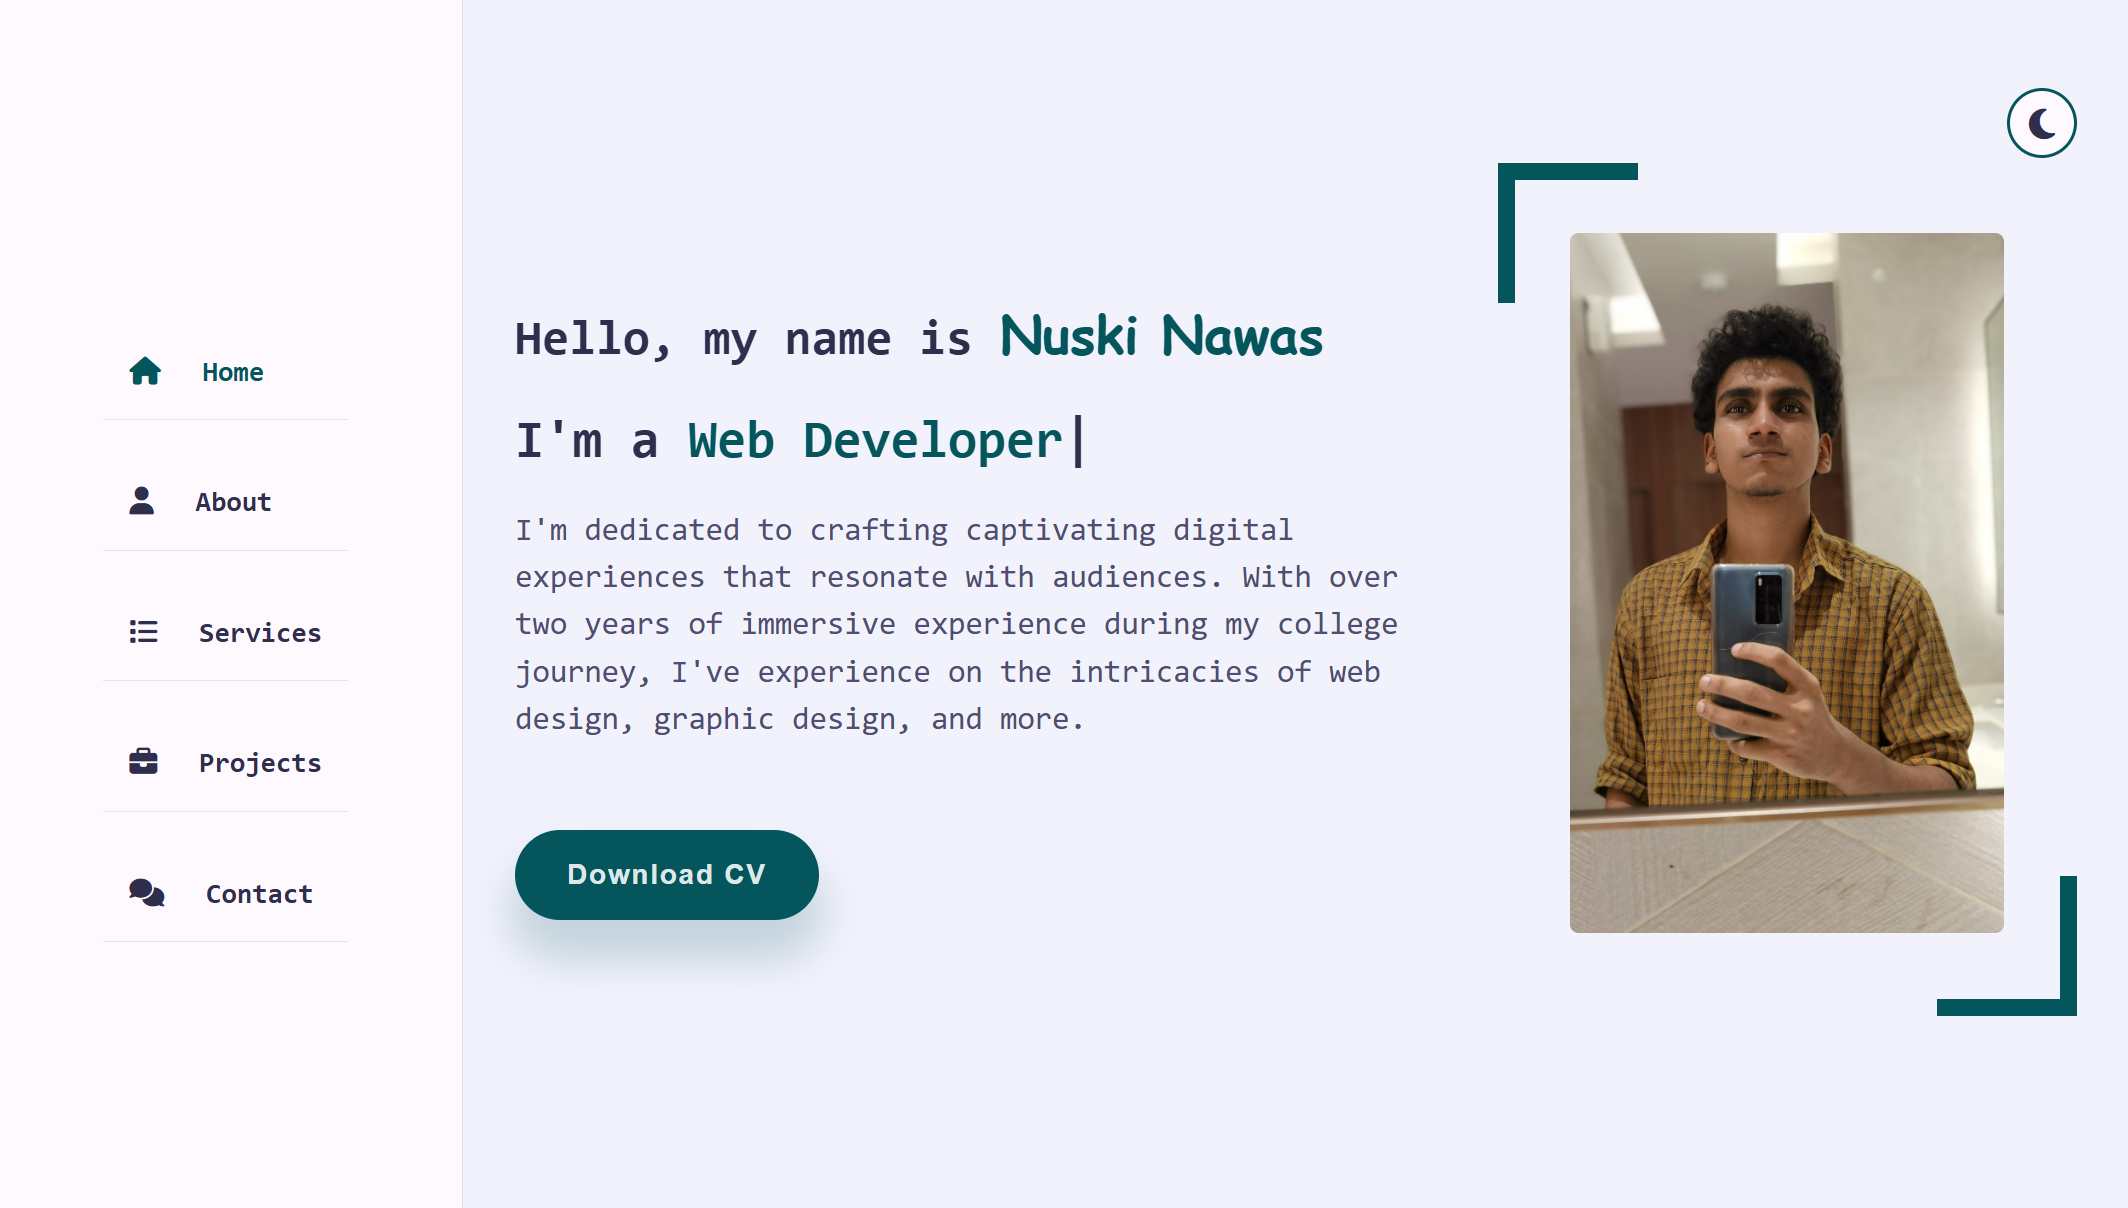 Home
About
Services
Projects
Contact
Hello, my name is Nuski Nawas
I'm a Web Developer|
I'm dedicated to crafting captivating digital
experiences that resonate with audiences. With over
two years of immersive experience during my college
journey, I've experience on the intricacies of web
design, graphic design, and more.
Download CV